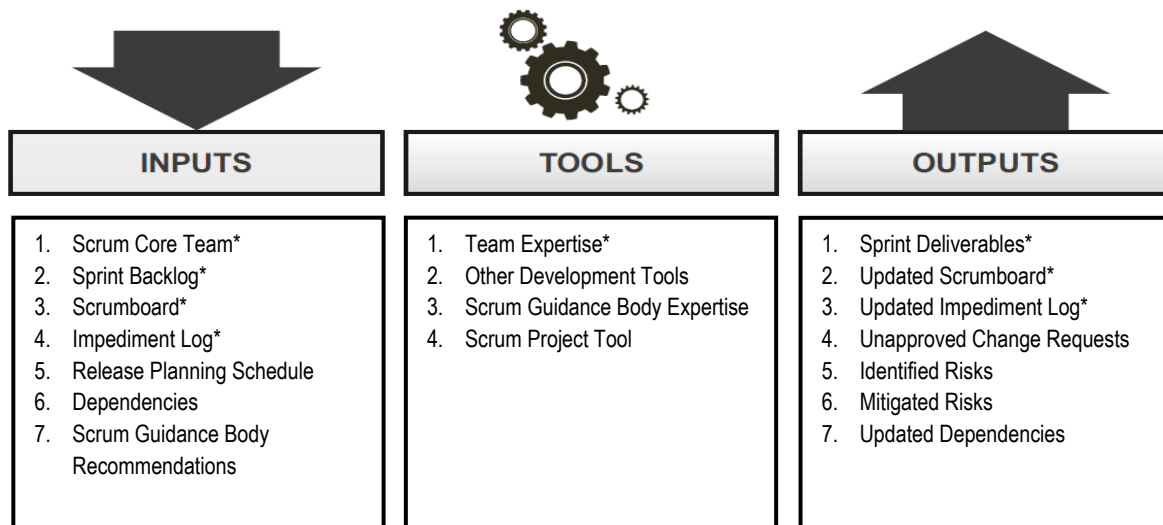 INPUTS
1. Scrum Core Team*
2. Sprint Backlog*
3. Scrumboard*
4. Impediment Log*
5. Release Planning Schedule
6. Dependencies
7. Scrum Guidance Body
Recommendations
TOOLS
1. Team Expertise*
2. Other Development Tools
3. Scrum Guidance Body Expertise
4. Scrum Project Tool
OUTPUTS
1. Sprint Deliverables*
2. Updated Scrumboard*
3. Updated Impediment Log*
4. Unapproved Change Requests
5. Identified Risks
6. Mitigated Risks
7. Updated Dependencies